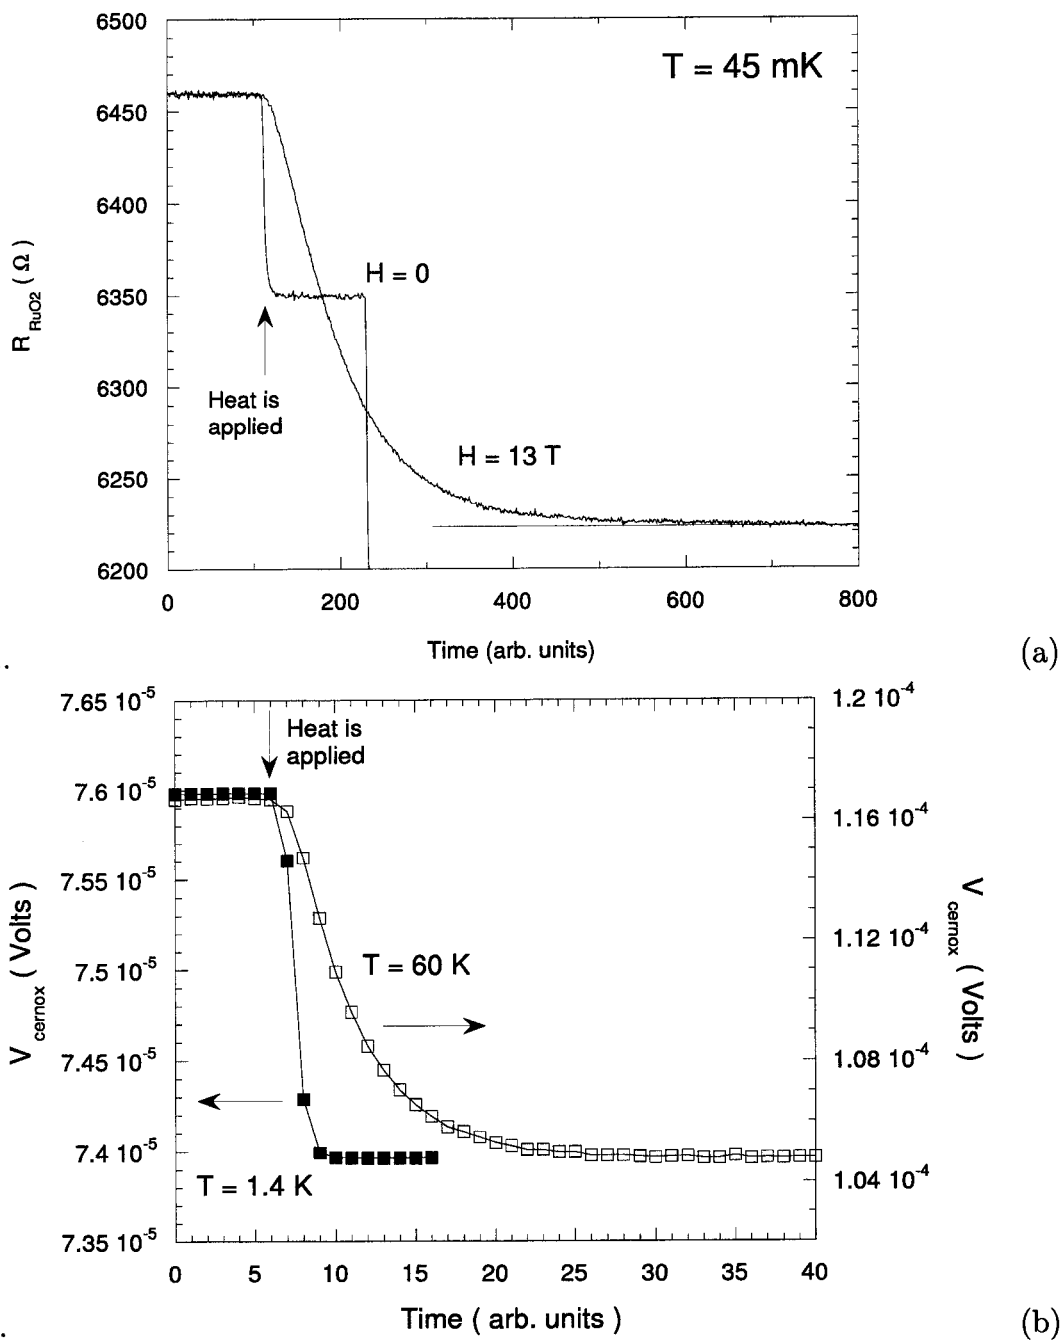 6500
6450
6400
6350
6300
6250
6200
R RuO2 ( Ω )
T = 45 mK
H = 0
Heat is
applied
H = 13 T
0 200 400 600 800
Time (arb. units)
(a)
.
7.65 10-5
7.6 10-5
7.55 10-5
7.5 10-5
7.45 10-5
7.4 10-5
7.35 10-5
V cernox ( Volts )
Heat is
applied
T = 60 K
T = 1.4 K
1.2 10-4
1.16 10-4
1.12 10-4
1.08 10-4
1.04 10-4
V cernox ( Volts )
0 5 10 15 20 25 30 35 40
Time ( arb. units )
(b)
.